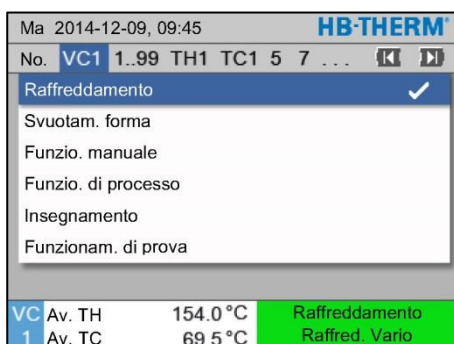 Ma 2014-12-09, 09:45 HB-THERM®
No. VC1 1..99 TH1 TC1 5 7 ...
Raffreddamento
Svuotam. forma
Funzio. manuale
Funzio. di processo
Insegnamento
Funzionam. di prova
VC Av. TH 154.0 °C Raffreddamento
1 Av. TC 69.5 °C Raffred. Vario